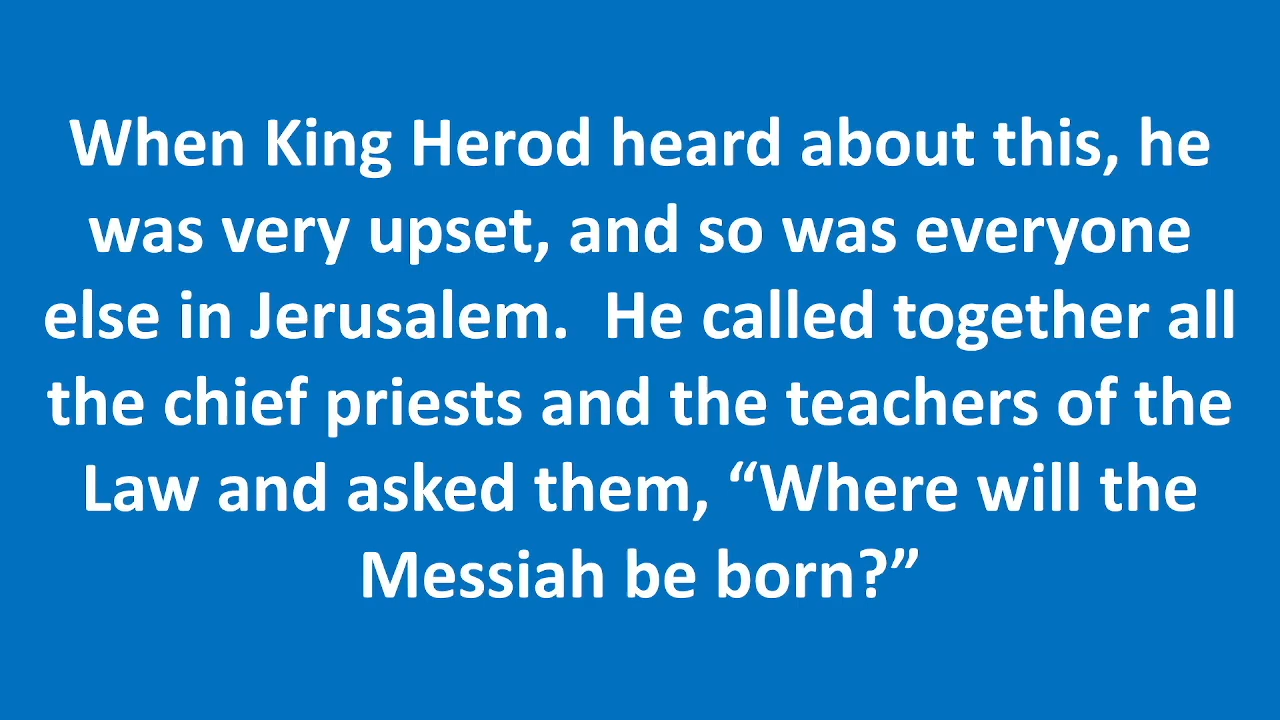 When King Herod heard about this, he
was very upset, and so was everyone
else in Jerusalem.  He called together all
the chief priests and the teachers of the
Law and asked them, “Where will the
Messiah be born?”